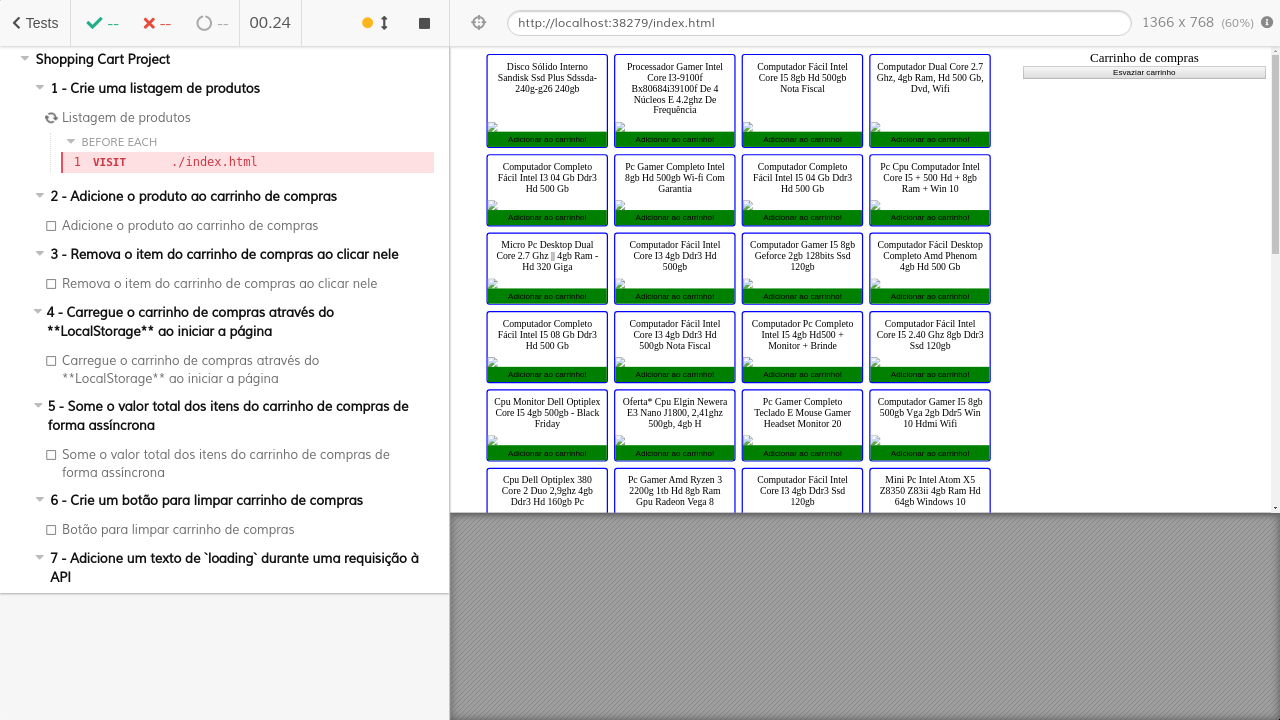 Tests
--
--
--
00.24
http://localhost:38279/index.html
1366 x 768 (60%)
Shopping Cart Project
1 - Crie uma listagem de produtos
Listagem de produtos
BEFORE EACH
1 VISIT ./index.html
2 - Adicione o produto ao carrinho de compras
Adicione o produto ao carrinho de compras
3 - Remova o item do carrinho de compras ao clicar nele
Remova o item do carrinho de compras ao clicar nele
4 - Carregue o carrinho de compras através do
**LocalStorage** ao iniciar a página
Carregue o carrinho de compras através do
**LocalStorage** ao iniciar a página
5 - Some o valor total dos itens do carrinho de compras de
forma assíncrona
Some o valor total dos itens do carrinho de compras de
forma assíncrona
6 - Crie um botão para limpar carrinho de compras
Botão para limpar carrinho de compras
7 - Adicione um texto de `loading` durante uma requisição à
API
Disco Sólido Interno
Sandisk Ssd Plus Sdssda-
240g-g26 240gb
Adicionar ao carrinho!
Processador Gamer Intel
Core I3-9100f
Bx80684i39100f De 4
Núcleos E 4.2ghz De
Frequência
Adicionar ao carrinho!
Computador Fácil Intel
Core I5 8gb Hd 500gb
Nota Fiscal
Adicionar ao carrinho!
Computador Dual Core 2.7
Ghz, 4gb Ram, Hd 500 Gb,
Dvd, Wifi
Adicionar ao carrinho!
Computador Completo
Fácil Intel I3 04 Gb Ddr3
Hd 500 Gb
Adicionar ao carrinho!
Pc Gamer Completo Intel
8gb Hd 500gb Wi-fi Com
Garantia
Adicionar ao carrinho!
Computador Completo
Fácil Intel I5 04 Gb Ddr3
Hd 500 Gb
Adicionar ao carrinho!
Pc Cpu Computador Intel
Core I5 + 500 Hd + 8gb
Ram + Win 10
Adicionar ao carrinho!
Micro Pc Desktop Dual
Core 2.7 Ghz || 4gb Ram -
Hd 320 Giga
Adicionar ao carrinho!
Computador Fácil Intel
Core I3 4gb Ddr3 Hd
500gb
Adicionar ao carrinho!
Computador Gamer I5 8gb
Geforce 2gb 128bits Ssd
120gb
Adicionar ao carrinho!
Computador Fácil Desktop
Completo Amd Phenom
4gb Hd 500 Gb
Adicionar ao carrinho!
Computador Completo
Fácil Intel I5 08 Gb Ddr3
Hd 500 Gb
Adicionar ao carrinho!
Computador Fácil Intel
Core I3 4gb Ddr3 Hd
500gb Nota Fiscal
Adicionar ao carrinho!
Computador Pc Completo
Intel I5 4gb Hd500 +
Monitor + Brinde
Adicionar ao carrinho!
Computador Fácil Intel
Core I5 2.40 Ghz 8gb Ddr3
Ssd 120gb
Adicionar ao carrinho!
Cpu Monitor Dell Optiplex
Core I5 4gb 500gb - Black
Friday
Adicionar ao carrinho!
Oferta* Cpu Elgin Newera
E3 Nano J1800, 2,41ghz
500gb, 4gb H
Adicionar ao carrinho!
Pc Gamer Completo
Teclado E Mouse Gamer
Headset Monitor 20
Adicionar ao carrinho!
Computador Gamer I5 8gb
500gb Vga 2gb Ddr5 Win
10 Hdmi Wifi
Adicionar ao carrinho!
Cpu Dell Optiplex 380
Core 2 Duo 2,9ghz 4gb
Ddr3 Hd 160gb Pc
Pc Gamer Amd Ryzen 3
2200g 1tb Hd 8gb Ram
Gpu Radeon Vega 8
Computador Fácil Intel
Core I3 4gb Ddr3 Ssd
120gb
Mini Pc Intel Atom X5
Z8350 Z83ii 4gb Ram Hd
64gb Windows 10
Carrinho de compras
Esvaziar carrinho